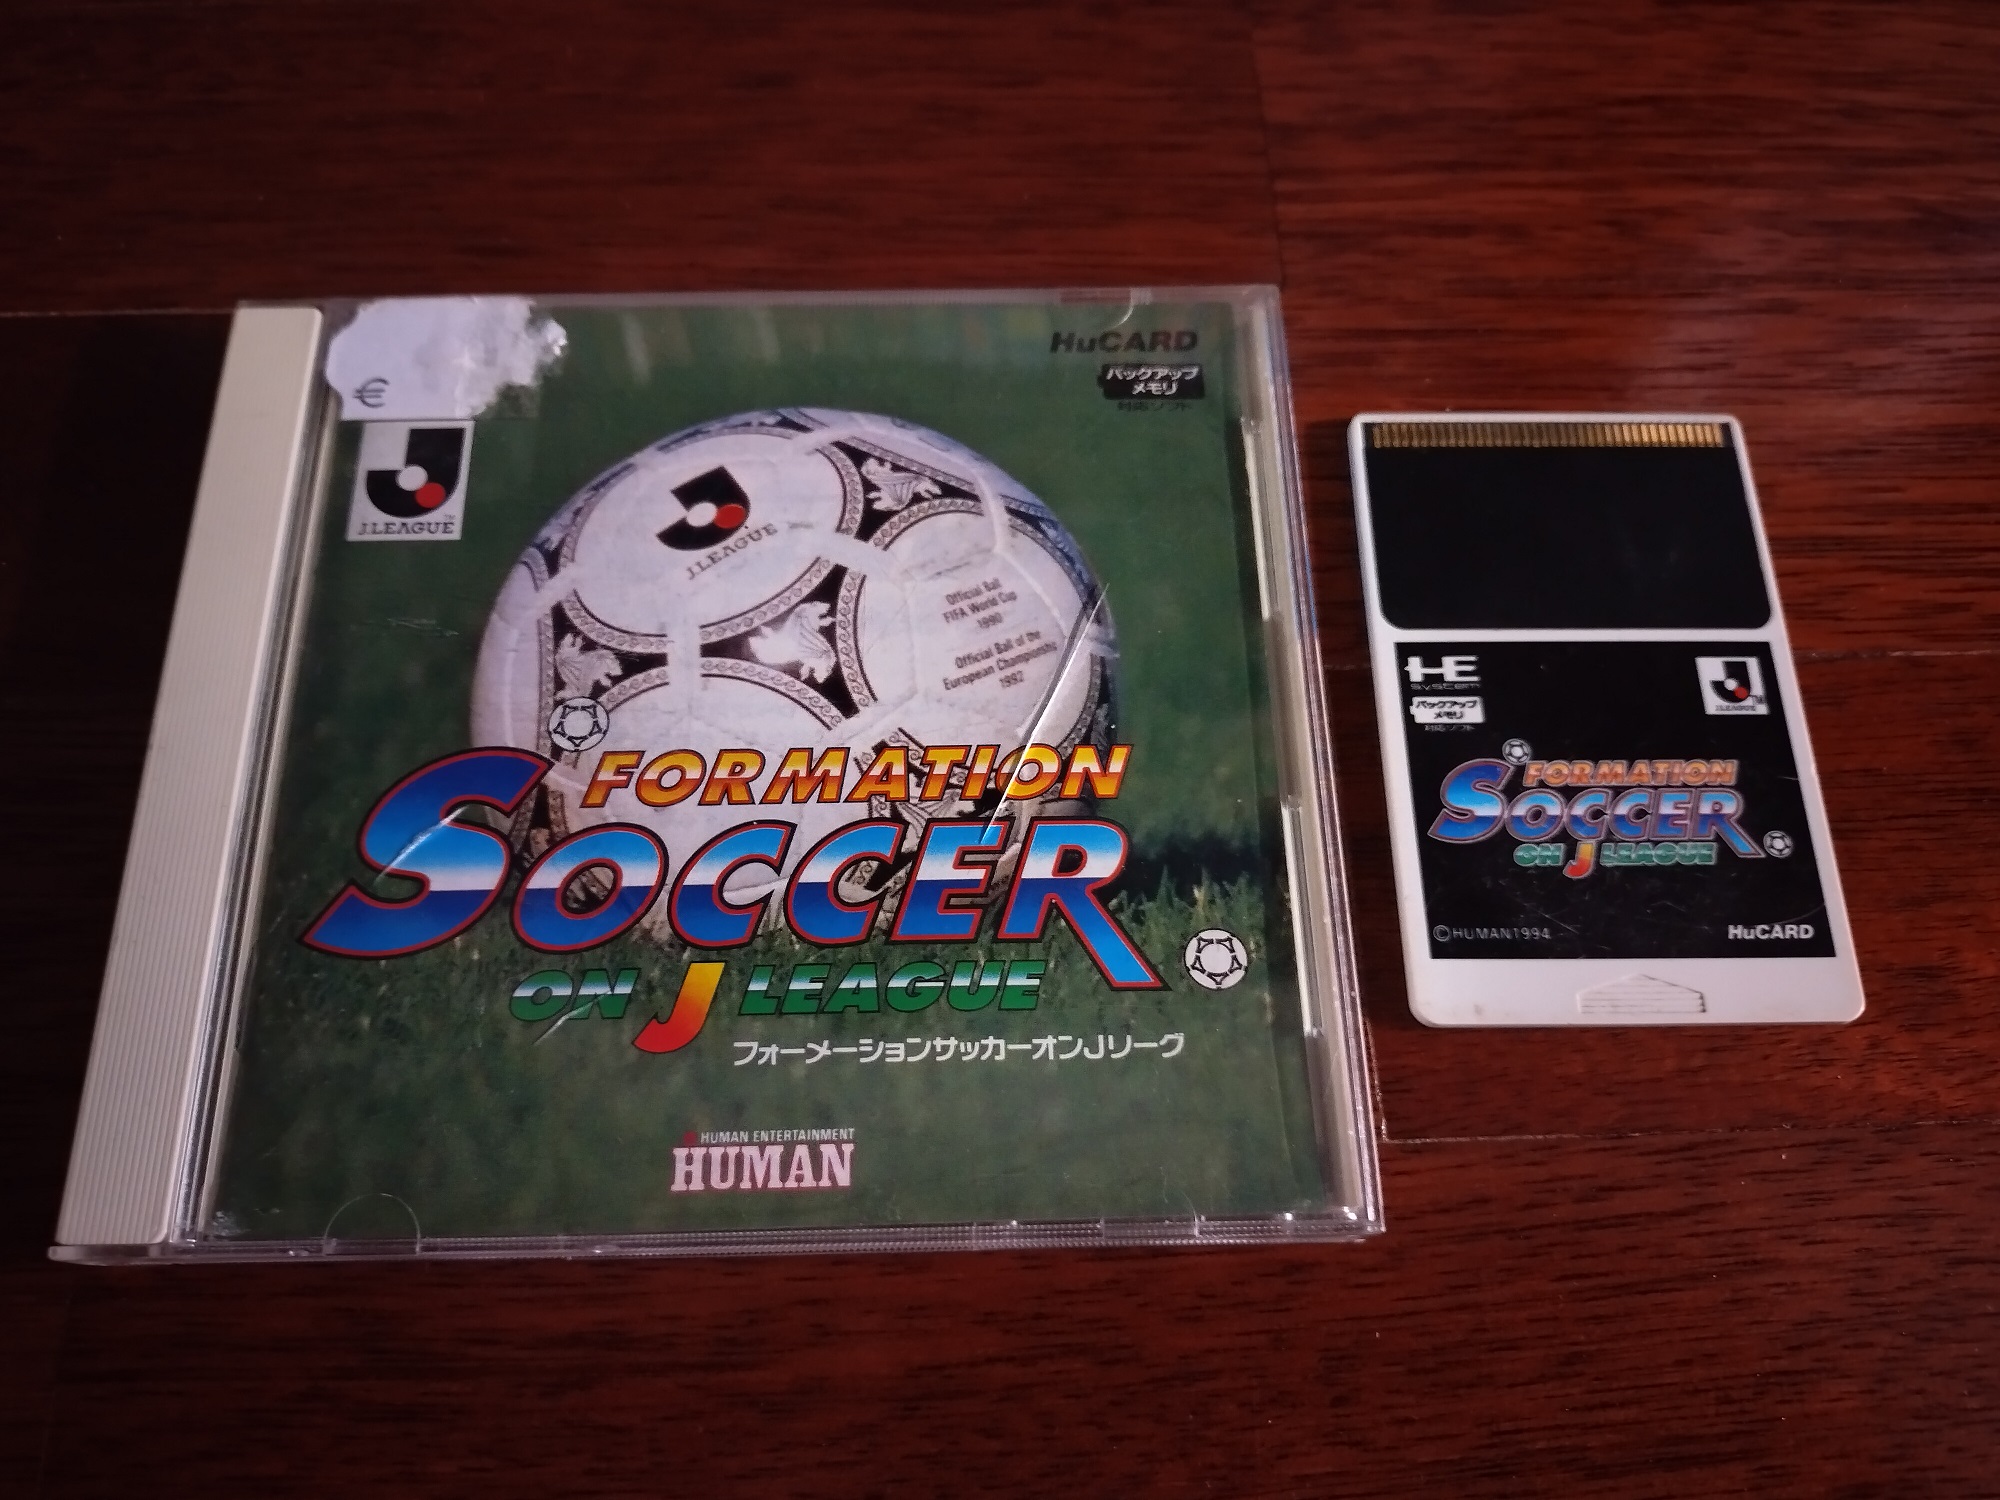 €
HuCARD
バックアップ
メモリ
対応ソフト
J.LEAGUE
TM
J.LEAGUE
Official Ball
FIFA World Cup
1990
Official Ball of the
European Championship
1992
FORMATION
SOCCER
ON J LEAGUE
フォーメーションサッカーオンJリーグ
HUMAN ENTERTAINMENT
HUMAN
HE
system
バックアップ
メモリ
対応ソフト
J.LEAGUE
TM
FORMATION
SOCCER
ON J LEAGUE
©HUMAN1994
HuCARD